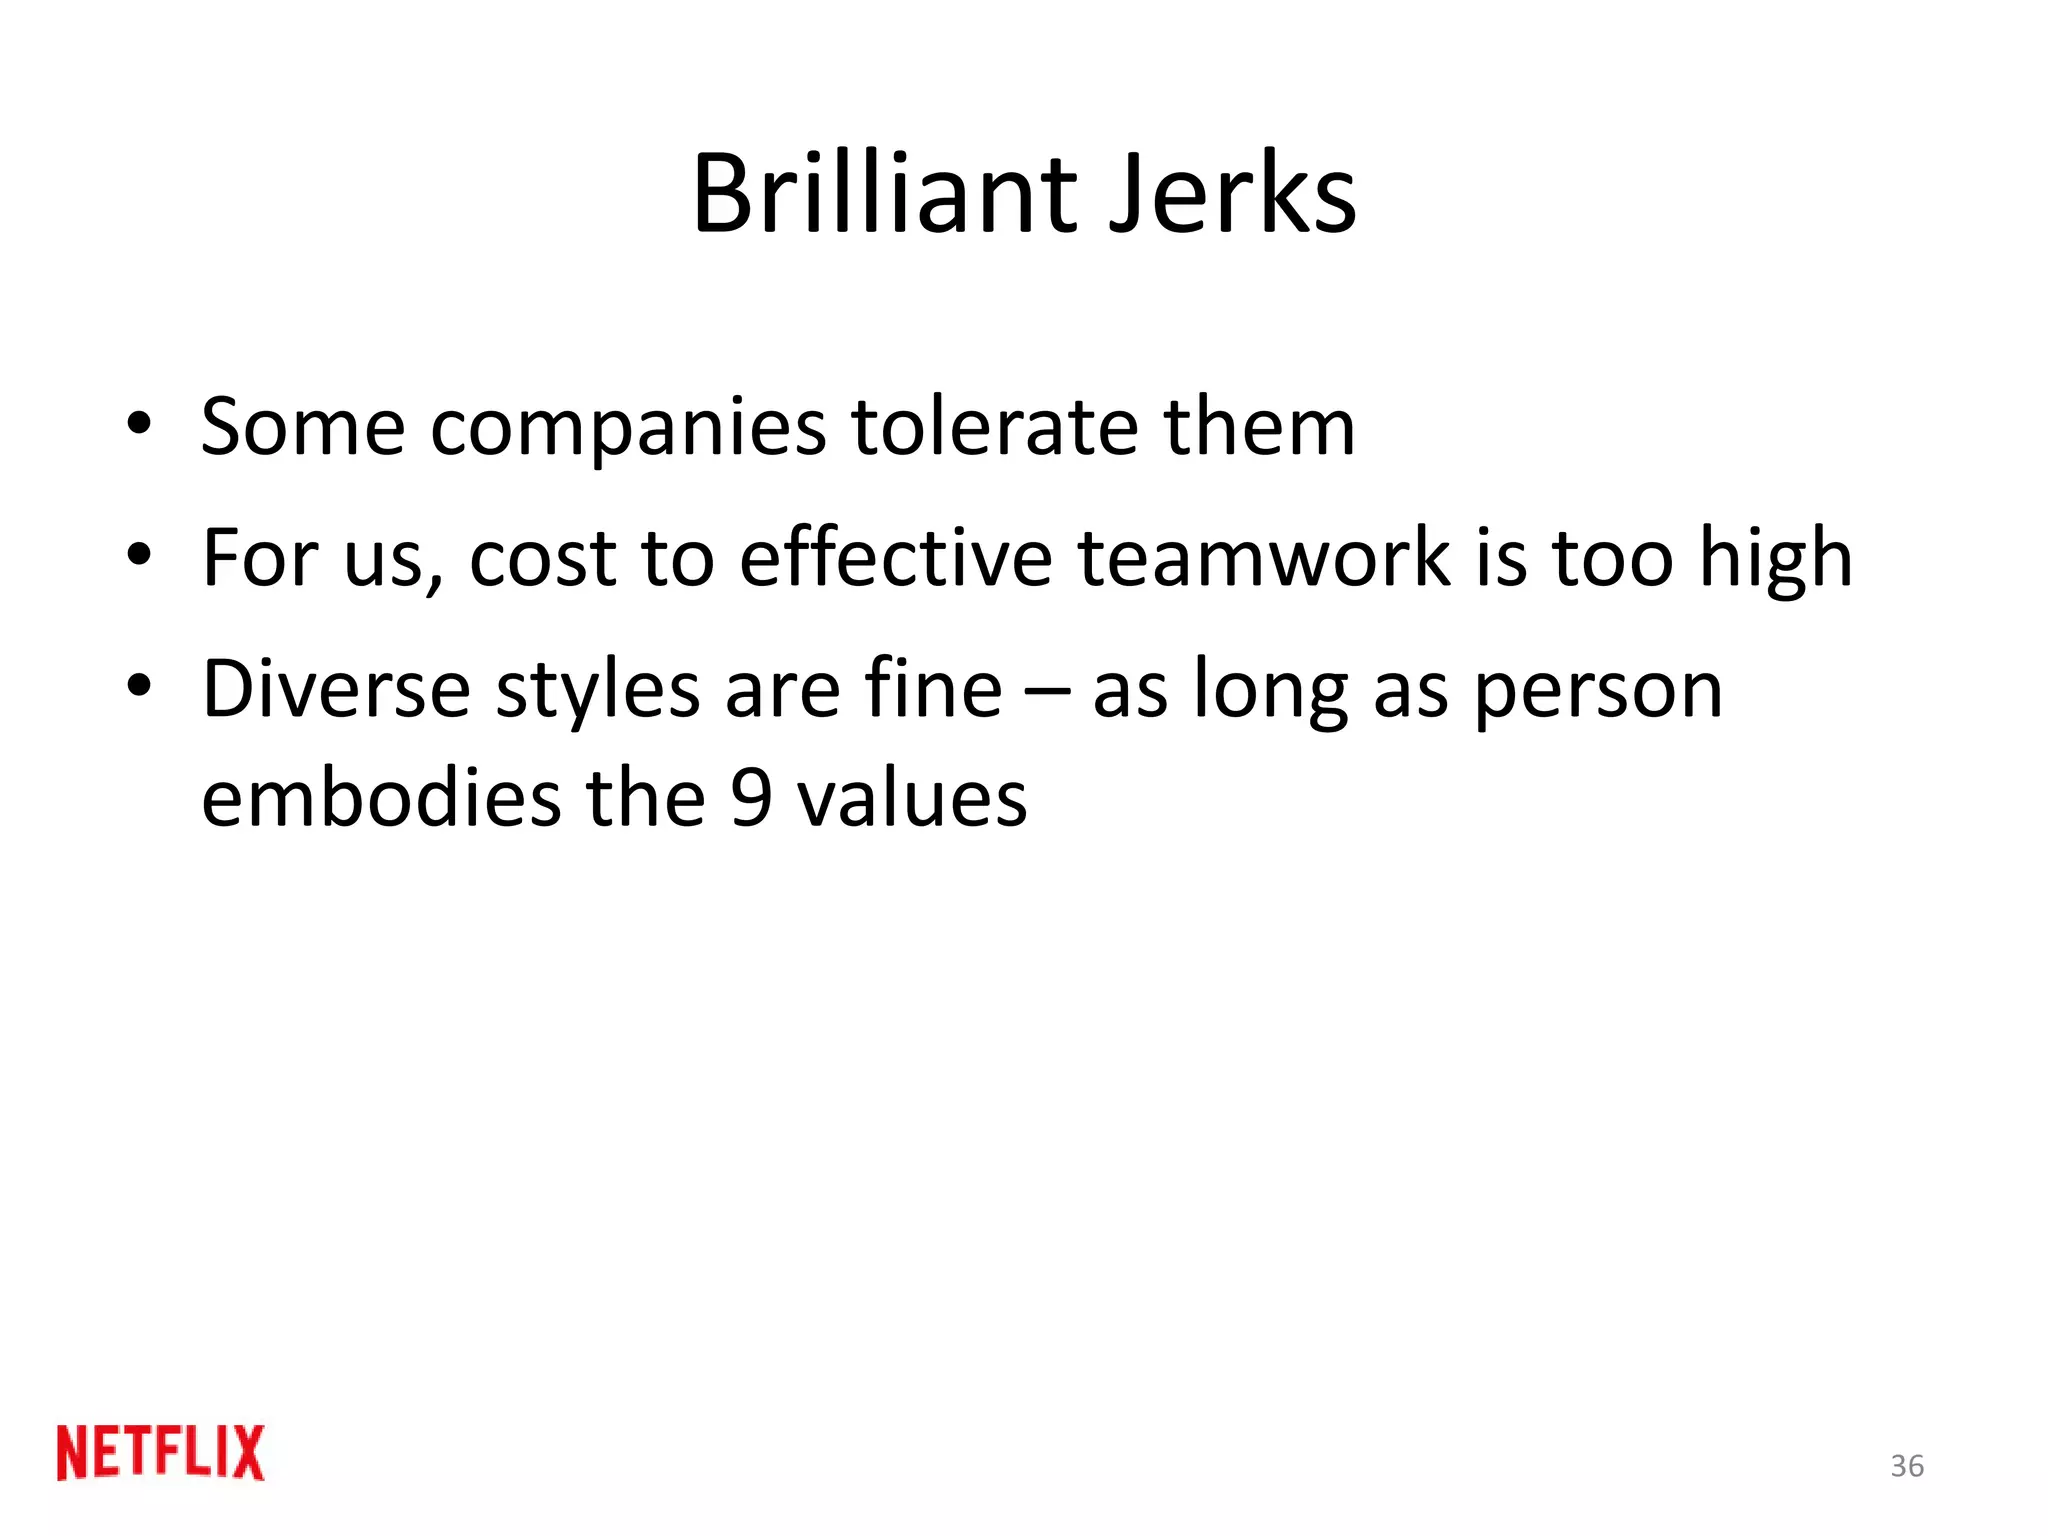 Brilliant Jerks
• Some companies tolerate them
• For us, cost to effective teamwork is too high
• Diverse styles are fine – as long as person
embodies the 9 values
NETFLIX
36